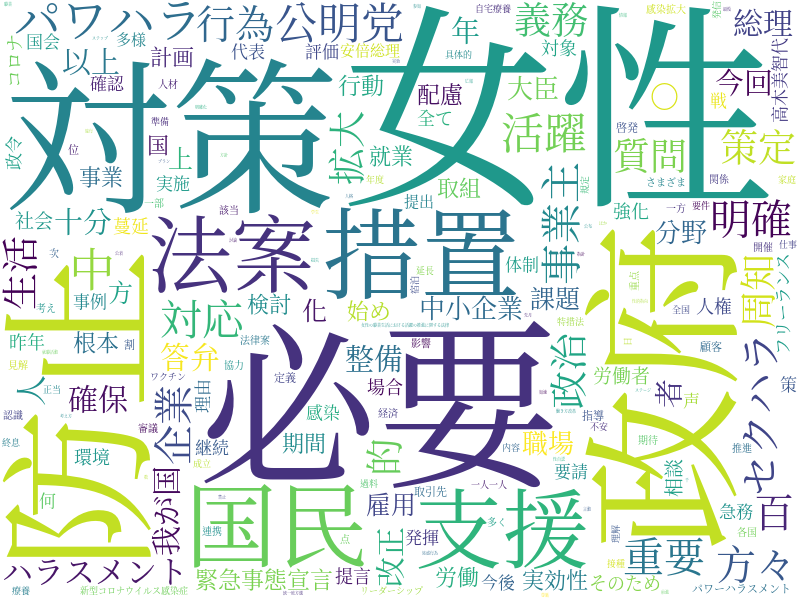 パワハラ
行為
公明党
年
義務
総理
コロナ
国会
多様
代表
評価
安倍総理
自宅療養
感染拡大
具体的
対象
以上
計画
確認
人材
対策
女性
行動
配慮
大臣
今回
高木美智代
〇
戦
政令
国
準備
位
上
拡大
全て
活躍
啓発
質問
策定
事業
実施
就業
取組
さまざま
関係
家庭
一部
年度
社会
十分
該当
法案
措置
提出
事業主
強化
一方
要件
明確
蔓延
生活
防止
中
分野
開催
仕事
次
体制
延長
宿泊
政府
重点
周知
フリーランス
事例
方
検討
化
始め
中小企業
課題
全国
人権
考え
対応
昨年
根本
割
法律案
影響
特措法
顧客
セクハラ
見解
答弁
協力
必要
整備
政治
人
正当
ワクチン
定義
場合
労働者
者
策
確保
企業
理由
感染
経済
声
認識
審議
指導
不安
終息
環境
継続
期間
的
職場
内容
期待
推進
成立
要請
相談
我が国
何
国民
過料
一人一人
支援
取引先
雇用
百
急務
連携
点
発揮
多く
理解
各国
改正
重要
方々
ハラスメント
緊急事態宣言
提言
労働
今後
実効性
そのため
接種
パワーハラスメント
療養
新型コロナウイルス感染症
リーダーシップ